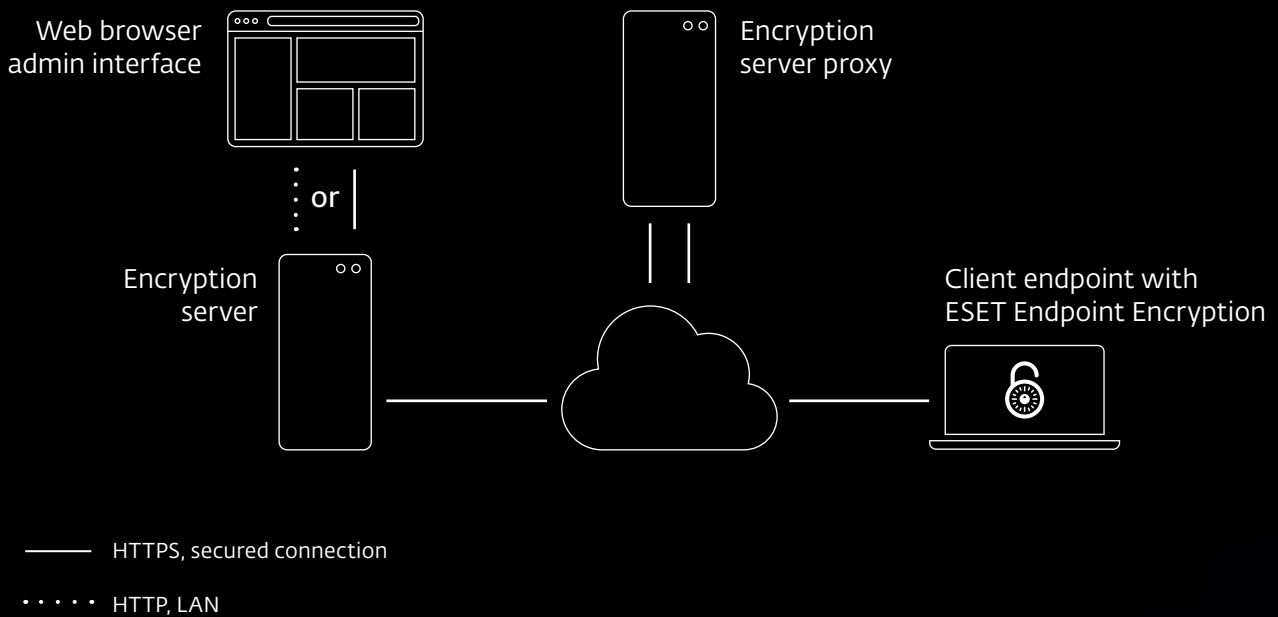 Web browser
admin interface
Encryption
server proxy
or
Encryption
server
Client endpoint with
ESET Endpoint Encryption
HTTPS, secured connection
HTTP, LAN